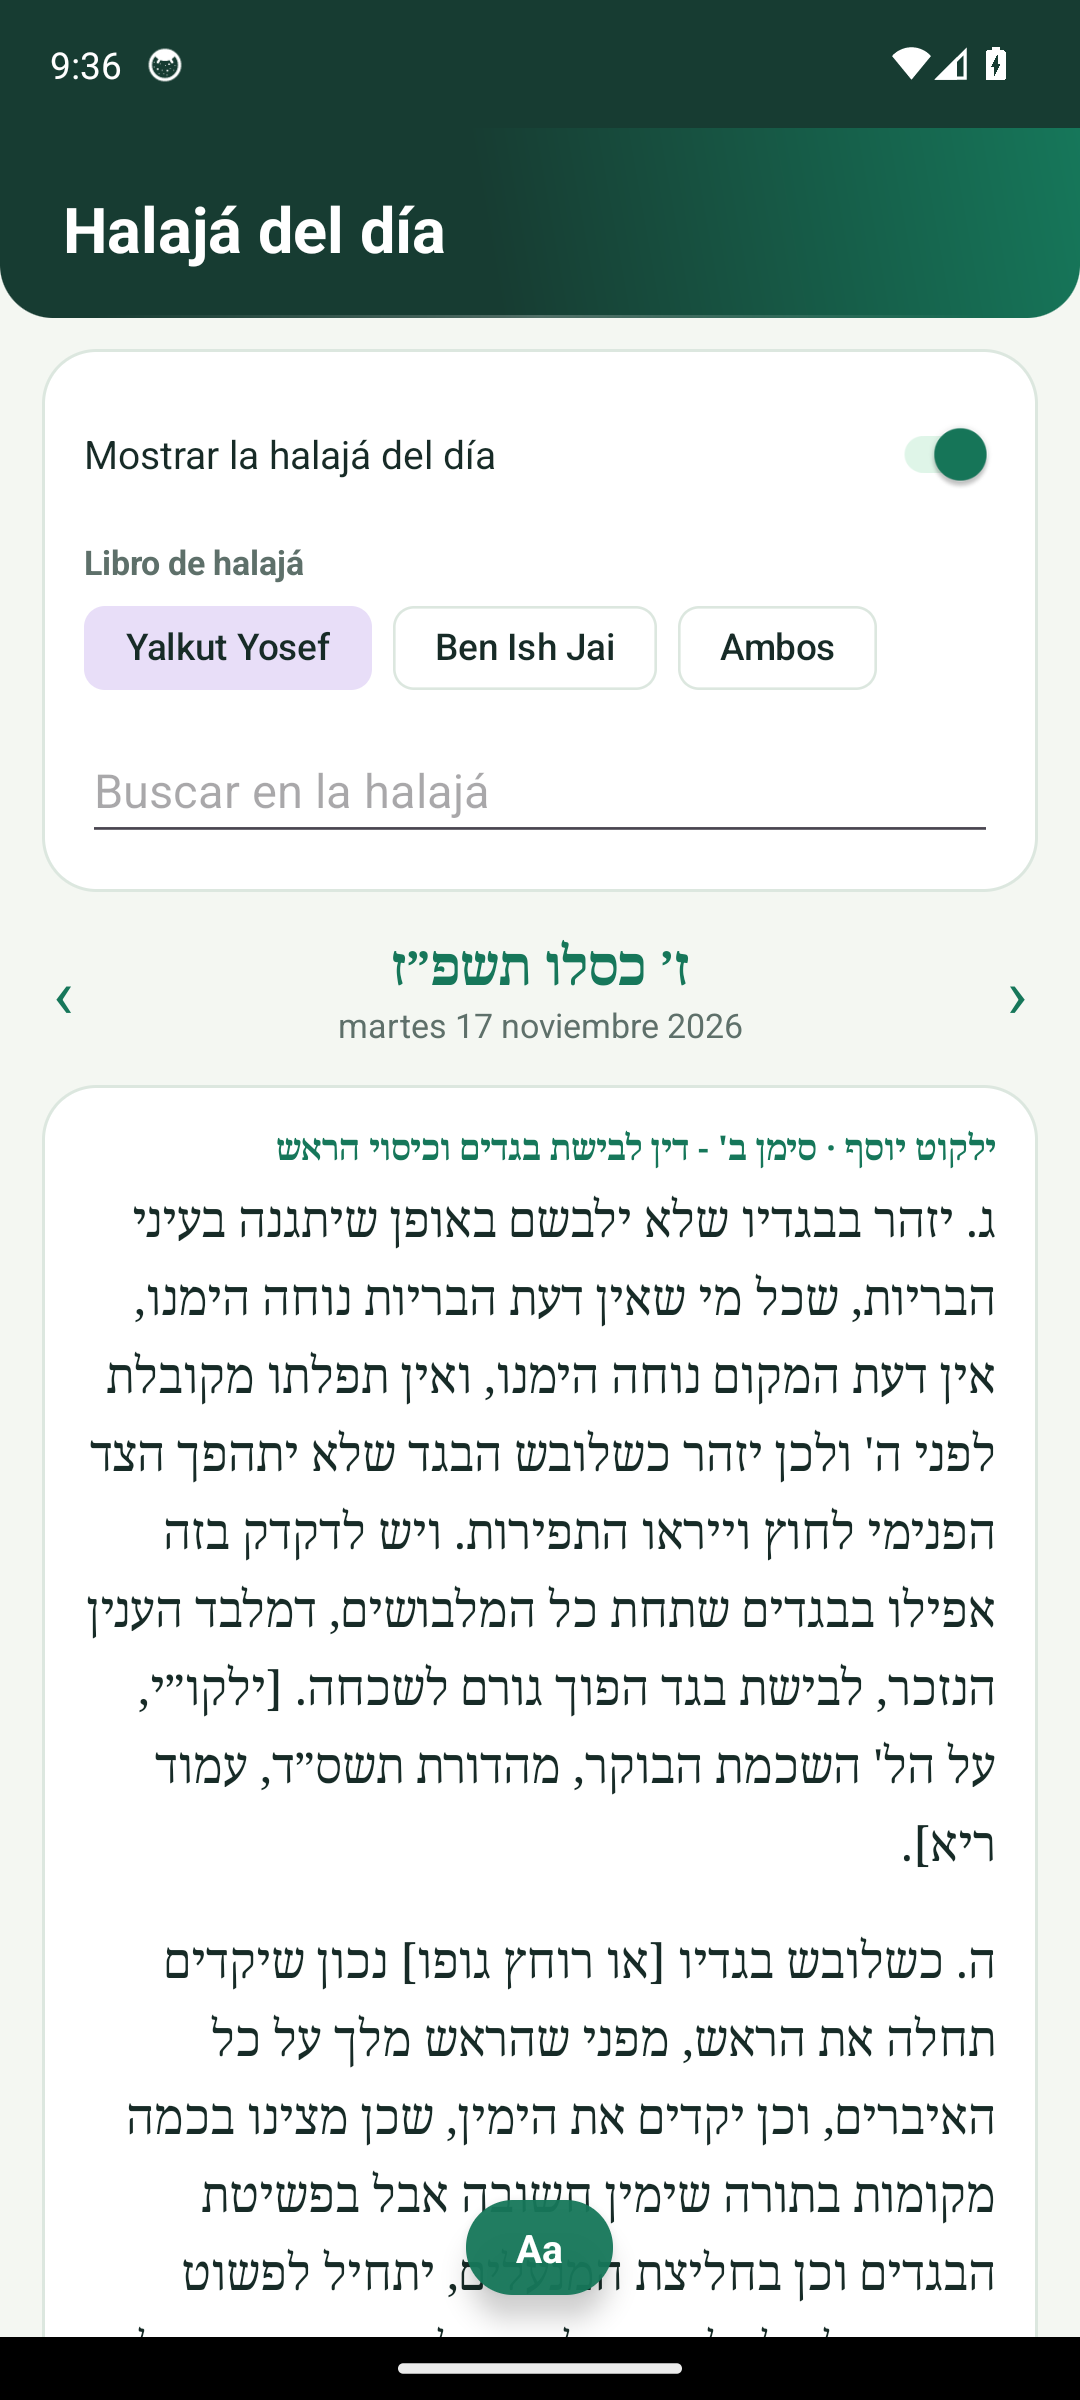 9:36
Halajá del día
Mostrar la halajá del día
Libro de halajá
Yalkut Yosef
Ben Ish Jai
Ambos
Buscar en la halajá
ז׳ כסלו תשפ״ז
‹
›
martes 17 noviembre 2026
ילקוט יוסף · סימן ב' - דין לבישת בגדים וכיסוי הראש
ג. יזהר בבגדיו שלא ילבשם באופן שיתגנה בעיני
הבריות, שכל מי שאין דעת הבריות נוחה הימנו,
אין דעת המקום נוחה הימנו, ואין תפלתו מקובלת
לפני ה' ולכן יזהר כשלובש הבגד שלא יתהפך הצד
הפנימי לחוץ וייראו התפירות. ויש לדקדק בזה
אפילו בבגדים שתחת כל המלבושים, דמלבד הענין
הנזכר, לבישת בגד הפוך גורם לשכחה. [ילקו״י,
על הל' השכמת הבוקר, מהדורת תשס״ד, עמוד
ריא].
ה. כשלובש בגדיו [או רוחץ גופו] נכון שיקדים
תחלה את הראש, מפני שהראש מלך על כל
האיברים, וכן יקדים את הימין, שכן מצינו בכמה
מקומות בתורה שימין חשובה אבל בפשיטת
הבגדים וכן בחליצת המנעלים, יתחיל לפשוט
Aa